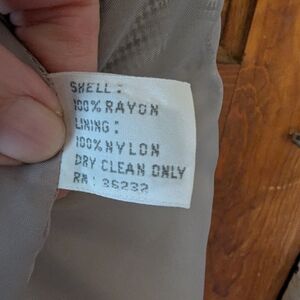 SHELL:
100% RAYON
LINING:
100% NYLON
DRY CLEAN ONLY
RN: 36232